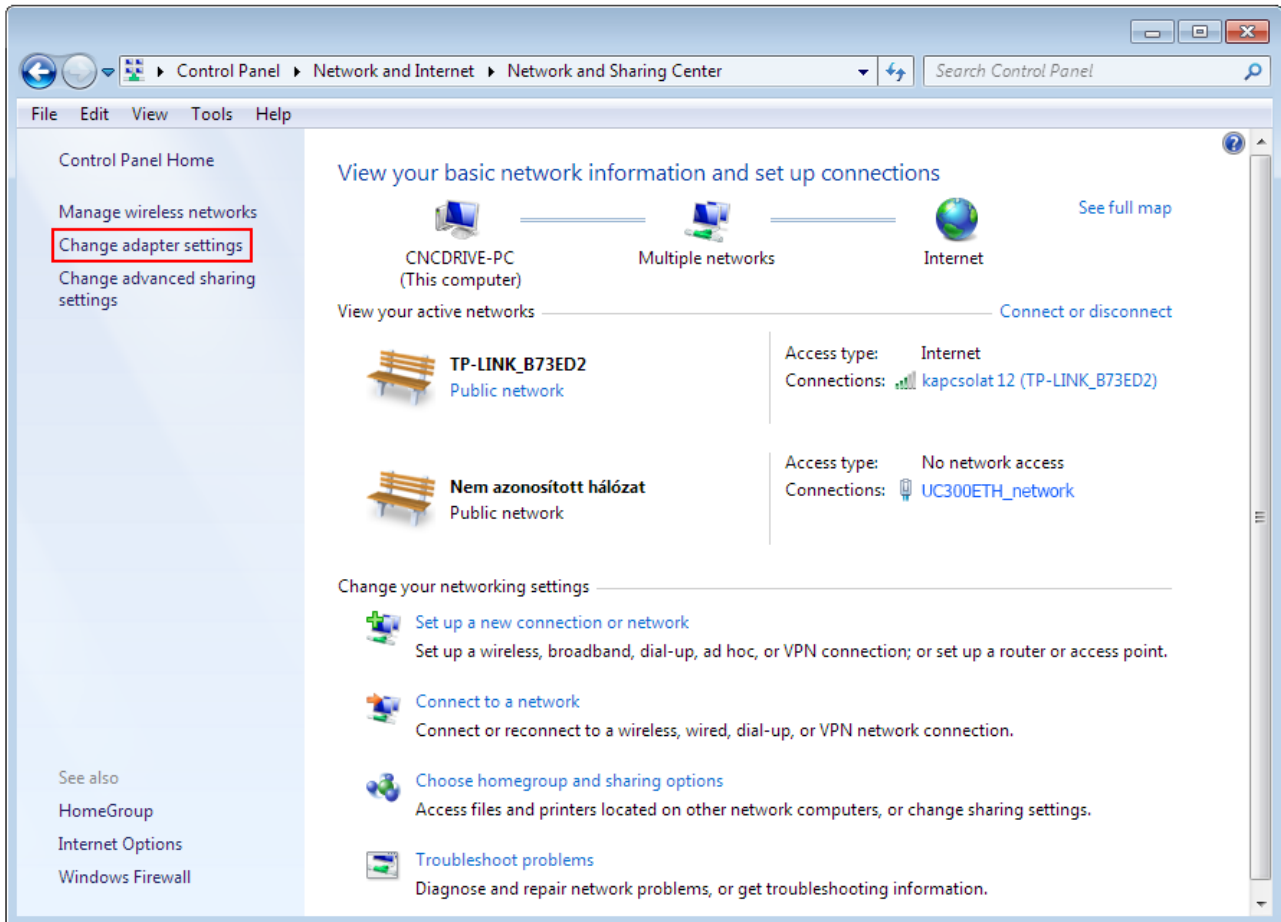 Control Panel Network and Internet Network and Sharing Center
Search Control Panel
File Edit View Tools Help
Control Panel Home
Manage wireless networks
Change adapter settings
Change advanced sharing
settings
See also
HomeGroup
Internet Options
Windows Firewall
View your basic network information and set up connections
See full map
CNCDRIVE-PC
(This computer)
Multiple networks
Internet
View your active networks
Connect or disconnect
TP-LINK_B73ED2
Public network
Access type: Internet
Connections: kapcsolat 12 (TP-LINK_B73ED2)
Nem azonosított hálózat
Public network
Access type: No network access
Connections: UC300ETH_network
Change your networking settings
Set up a new connection or network
Set up a wireless, broadband, dial-up, ad hoc, or VPN connection; or set up a router or access point.
Connect to a network
Connect or reconnect to a wireless, wired, dial-up, or VPN network connection.
Choose homegroup and sharing options
Access files and printers located on other network computers, or change sharing settings.
Troubleshoot problems
Diagnose and repair network problems, or get troubleshooting information.